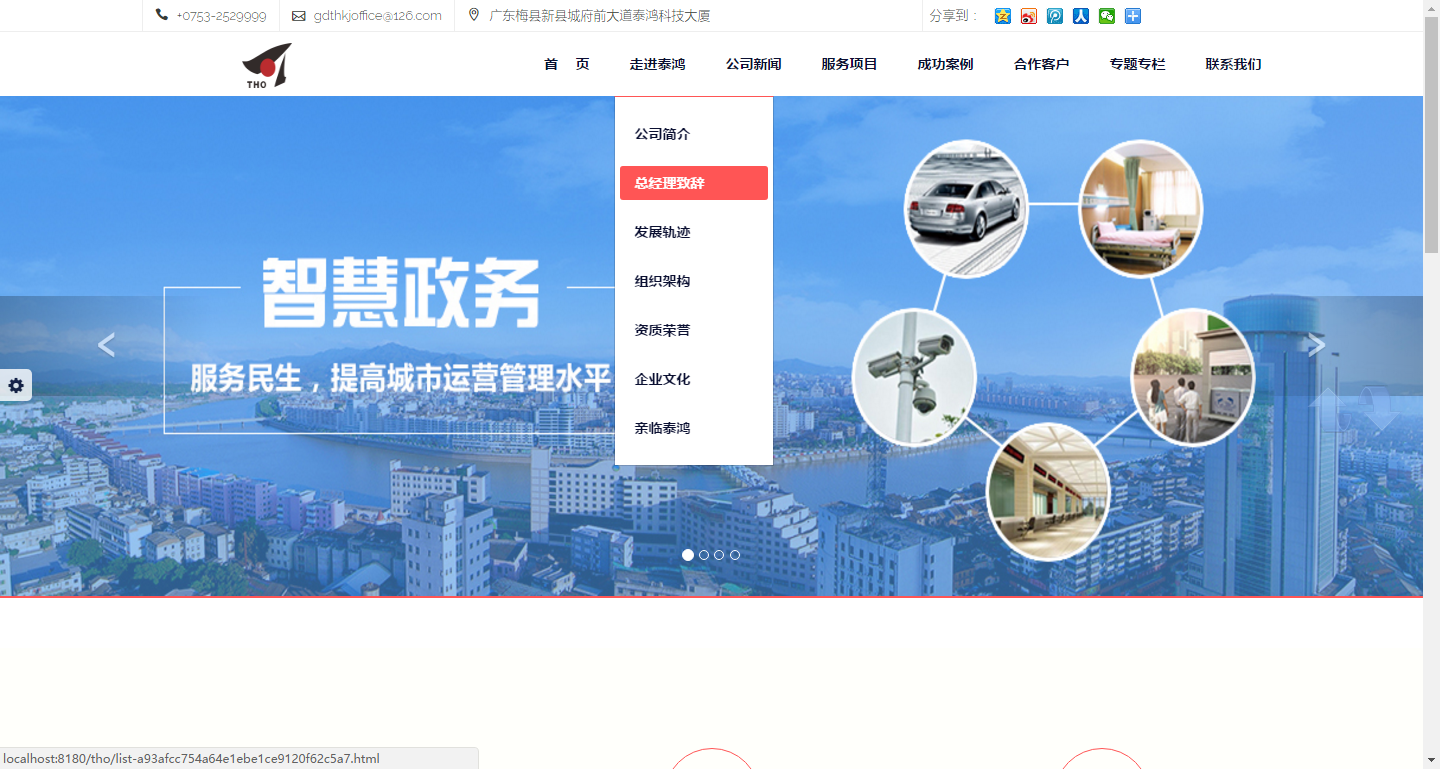 +0753-2529999
gdthkjoffice@126.com
广东梅县新县城府前大道泰鸿科技大厦
分享到：
THO
首 页
走进泰鸿
公司新闻
服务项目
成功案例
合作客户
专题专栏
联系我们
公司简介
总经理致辞
发展轨迹
组织架构
资质荣誉
企业文化
亲临泰鸿
智慧政务
服务民生，提高城市运营管理水平
localhost:8180/tho/list-a93afcc754a64e1ebe1ce9120f62c5a7.html